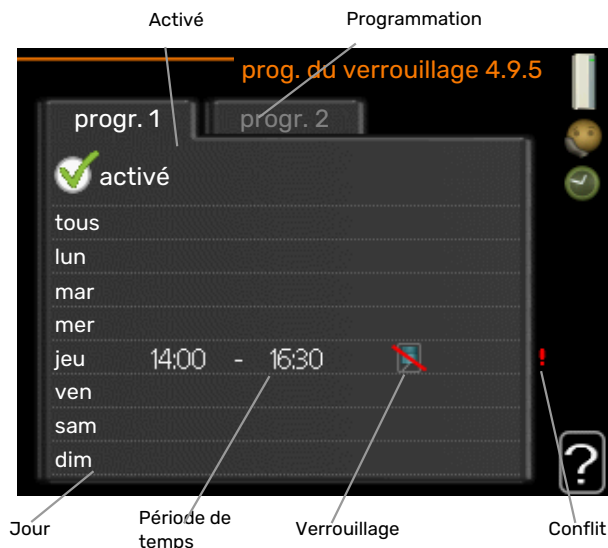 Activé
Programmation
prog. du verrouillage 4.9.5
progr. 1
progr. 2
activé
tous
lun
mar
mer
jeu 14:00 - 16:30 !
ven
sam
dim
?
Jour
Période de
temps
Verrouillage
Conflit